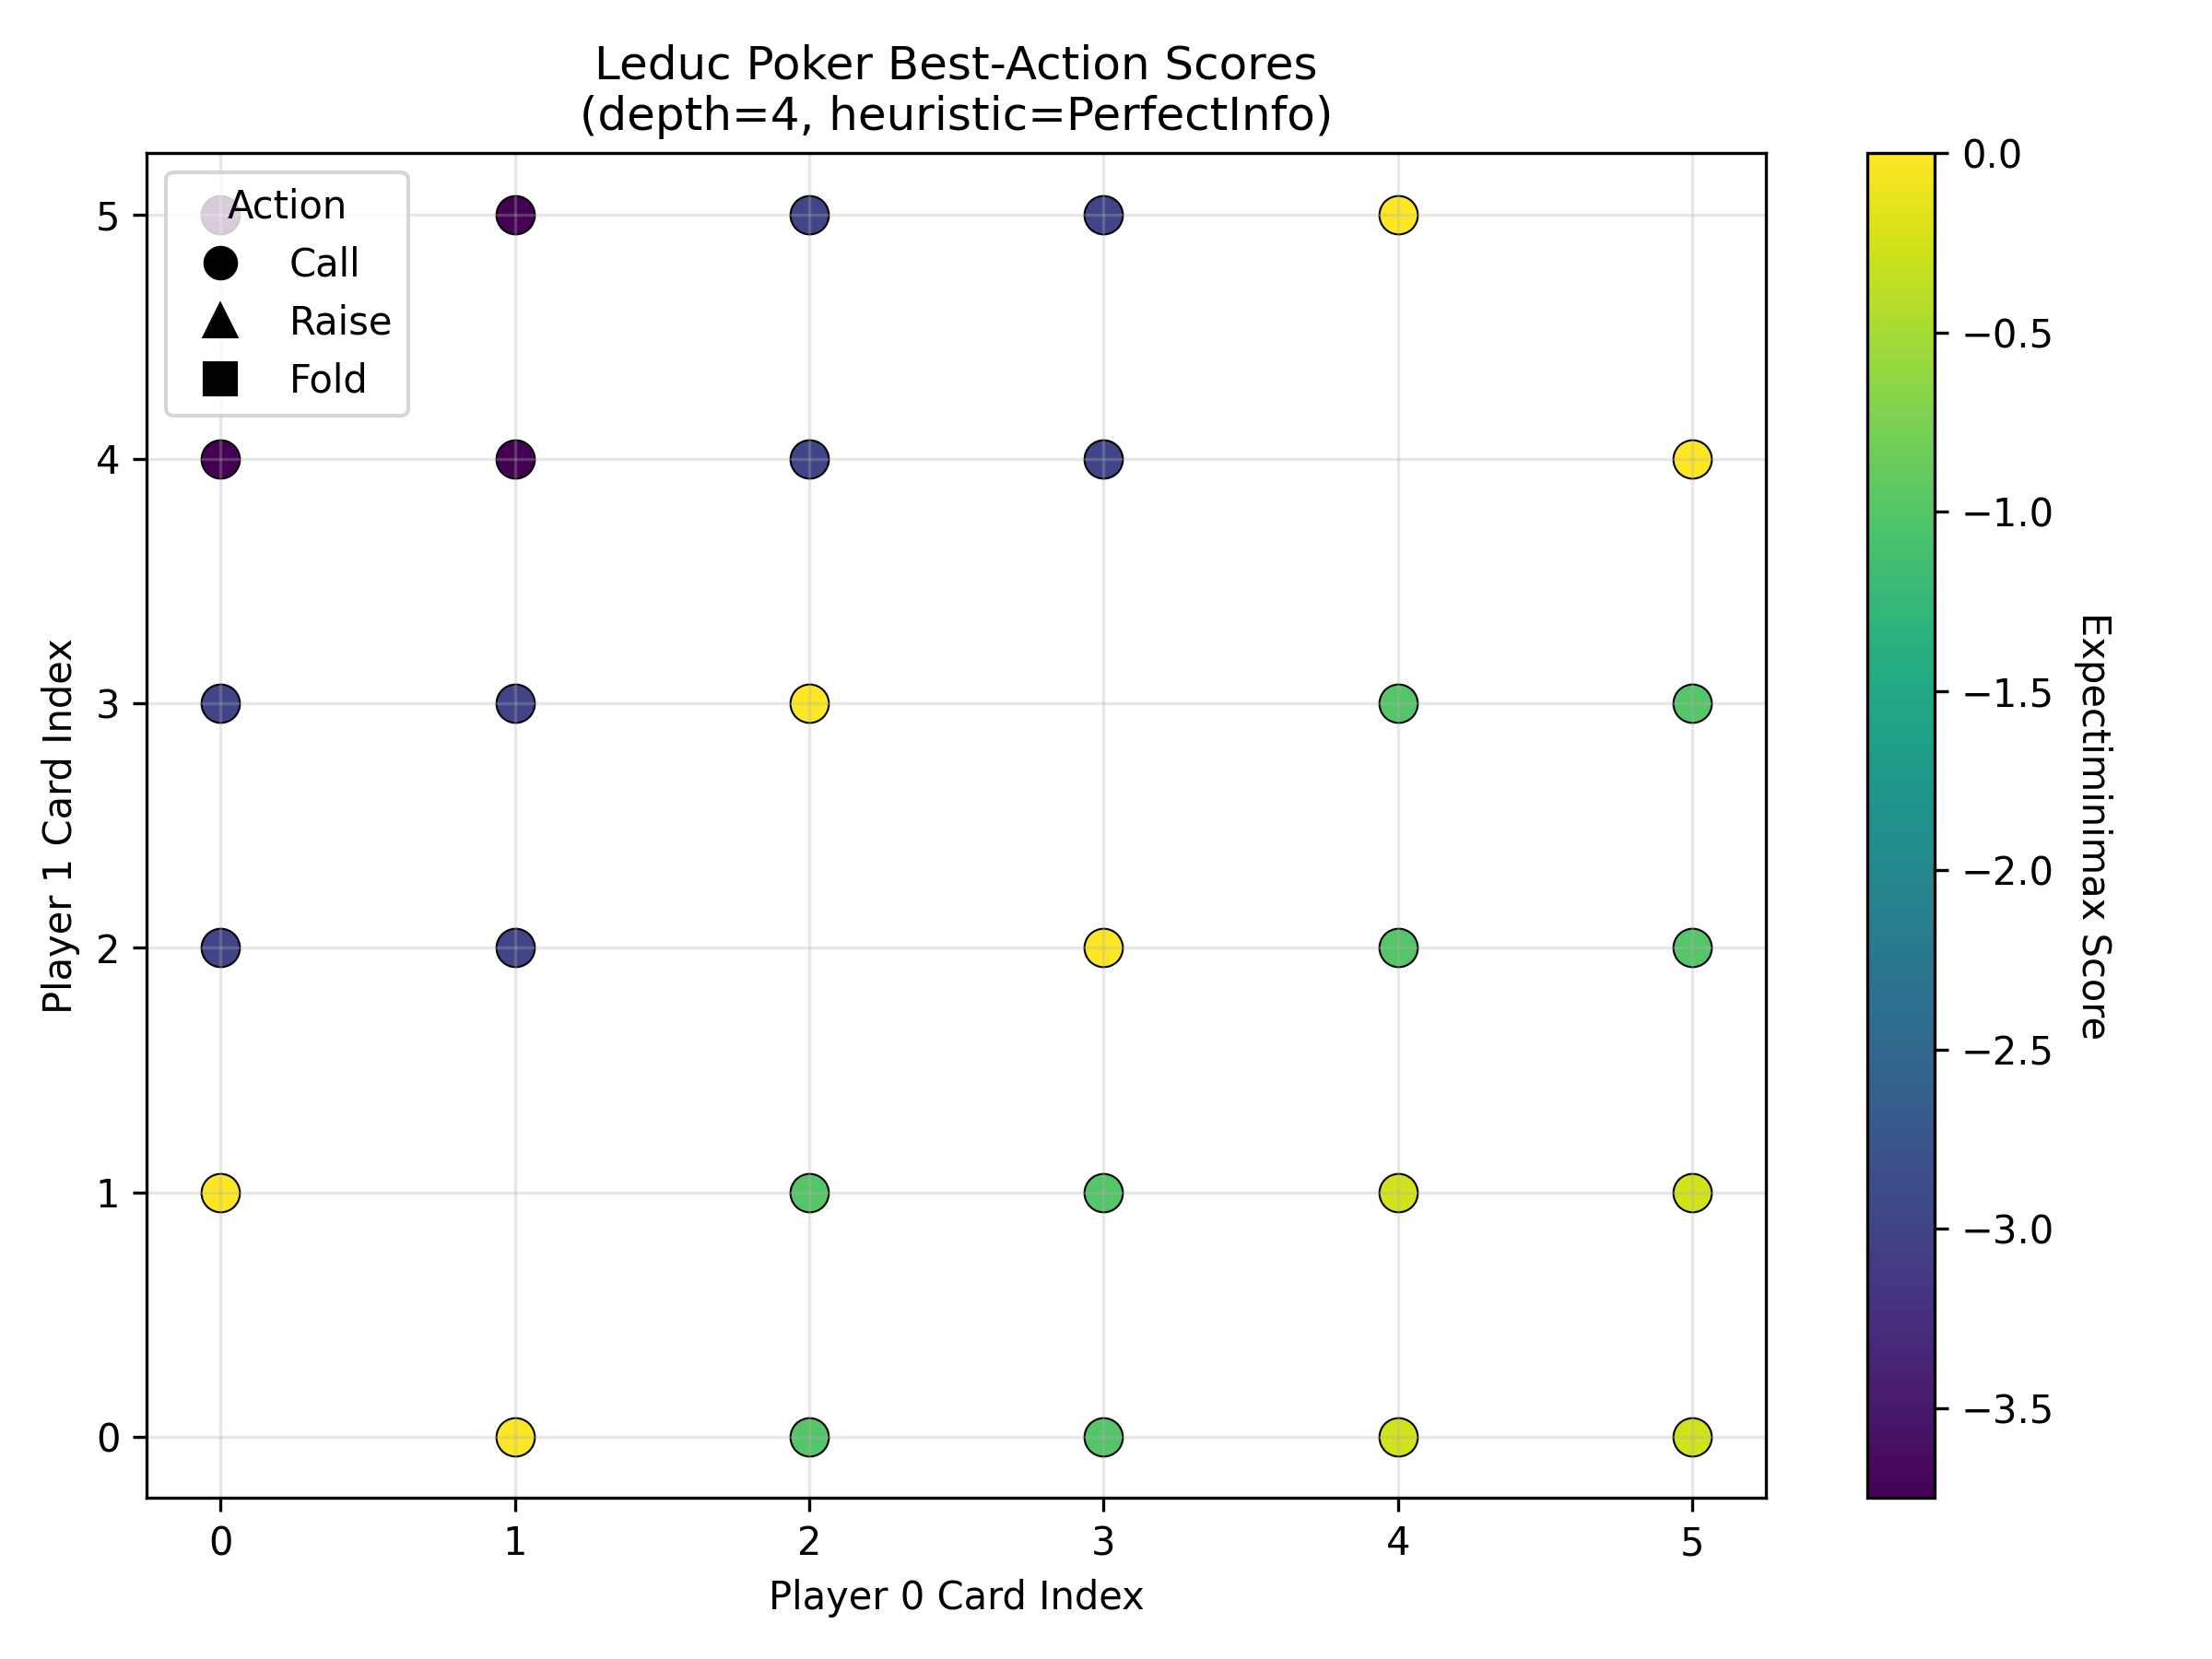 Leduc Poker Best-Action Scores
(depth=4, heuristic=PerfectInfo)
Action
Call
Raise
Fold
5
4
3
2
1
0
Player 1 Card Index
0 1 2 3 4 5
Player 0 Card Index
0.0
−0.5
−1.0
−1.5
−2.0
−2.5
−3.0
−3.5
Expectiminimax Score